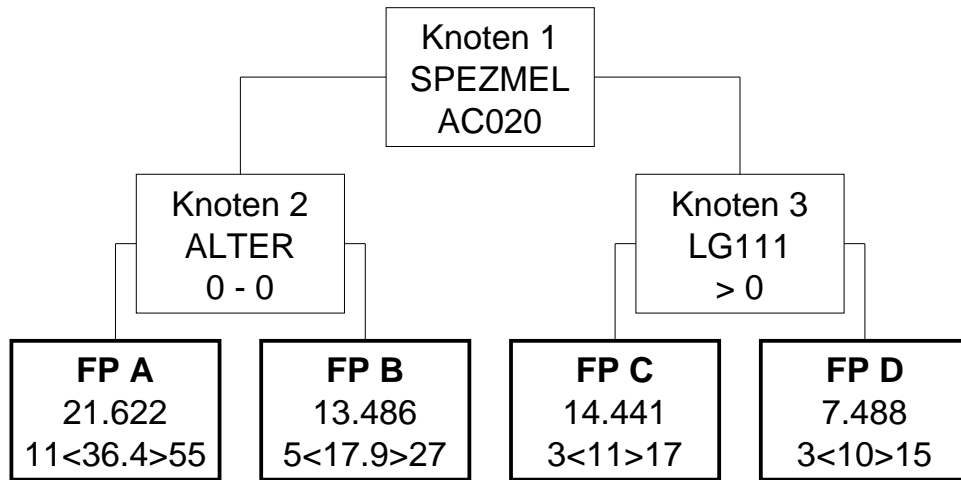 Knoten 1
SPEZMEL
AC020
Knoten 2
ALTER
0 - 0
Knoten 3
LG111
> 0
FP A
21.622
11<36.4>55
FP B
13.486
5<17.9>27
FP C
14.441
3<11>17
FP D
7.488
3<10>15